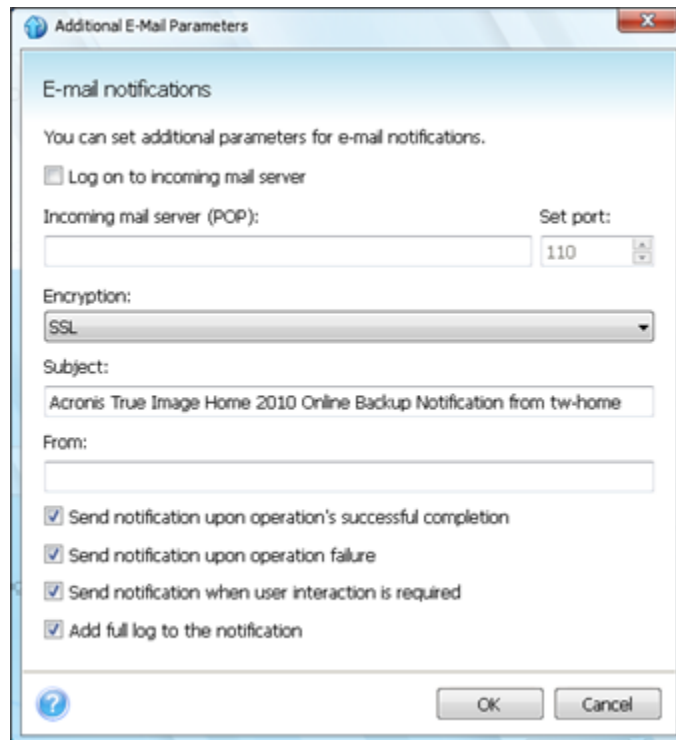 Additional E-Mail Parameters
E-mail notifications
You can set additional parameters for e-mail notifications.
Log on to incoming mail server
Incoming mail server (POP): Set port:
110
Encryption:
SSL
Subject:
Acronis True Image Home 2010 Online Backup Notification from tw-home
From:
Send notification upon operation's successful completion
Send notification upon operation failure
Send notification when user interaction is required
Add full log to the notification
? OK Cancel